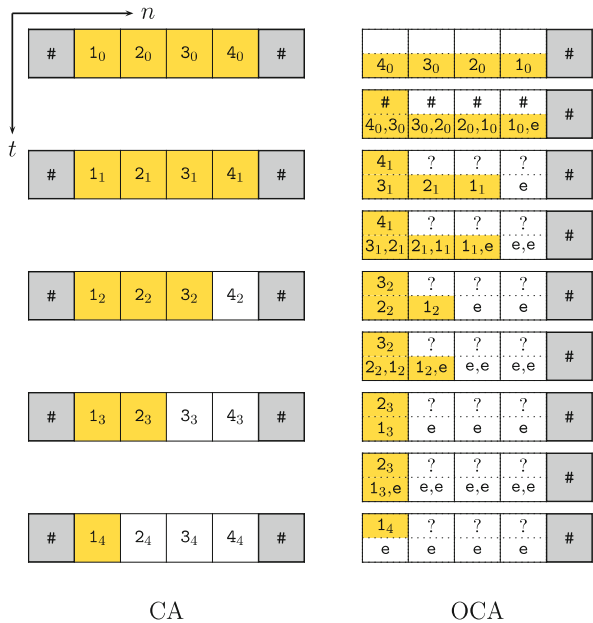 n
t
# 1₀ 2₀ 3₀ 4₀ #
# 1₁ 2₁ 3₁ 4₁ #
# 1₂ 2₂ 3₂ 4₂ #
# 1₃ 2₃ 3₃ 4₃ #
# 1₄ 2₄ 3₄ 4₄ #
CA
4₀ 3₀ 2₀ 1₀ #
# # # #
4₀,3₀ 3₀,2₀ 2₀,1₀ 1₀,e #
4₁ ? ? ?
3₁ 2₁ 1₁ e #
4₁ ? ? ?
3₁,2₁ 2₁,1₁ 1₁,e e,e #
3₂ ? ? ?
2₂ 1₂ e e #
3₂ ? ? ?
2₂,1₂ 1₂,e e,e e,e #
2₃ ? ? ?
1₃ e e e #
2₃ ? ? ?
1₃,e e,e e,e e,e #
1₄ ? ? ?
e e e e #
OCA